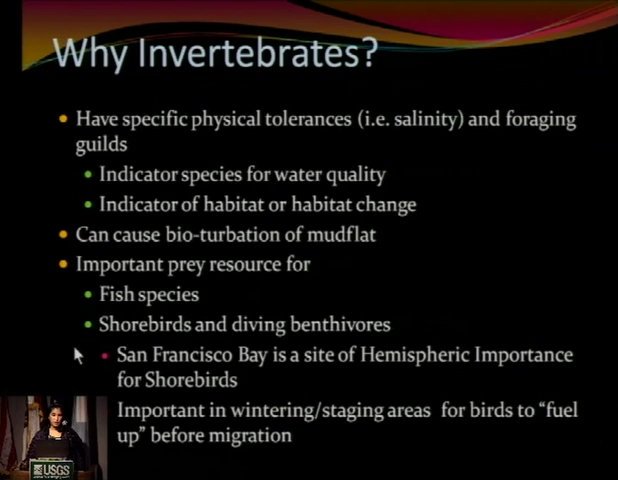 Why Invertebrates?
Have specific physical tolerances (i.e. salinity) and foraging
guilds
Indicator species for water quality
Indicator of habitat or habitat change
Can cause bio-turbation of mudflat
Important prey resource for
Fish species
Shorebirds and diving benthivores
San Francisco Bay is a site of Hemispheric Importance
for Shorebirds
Important in wintering/staging areas for birds to “fuel
up” before migration
USGS